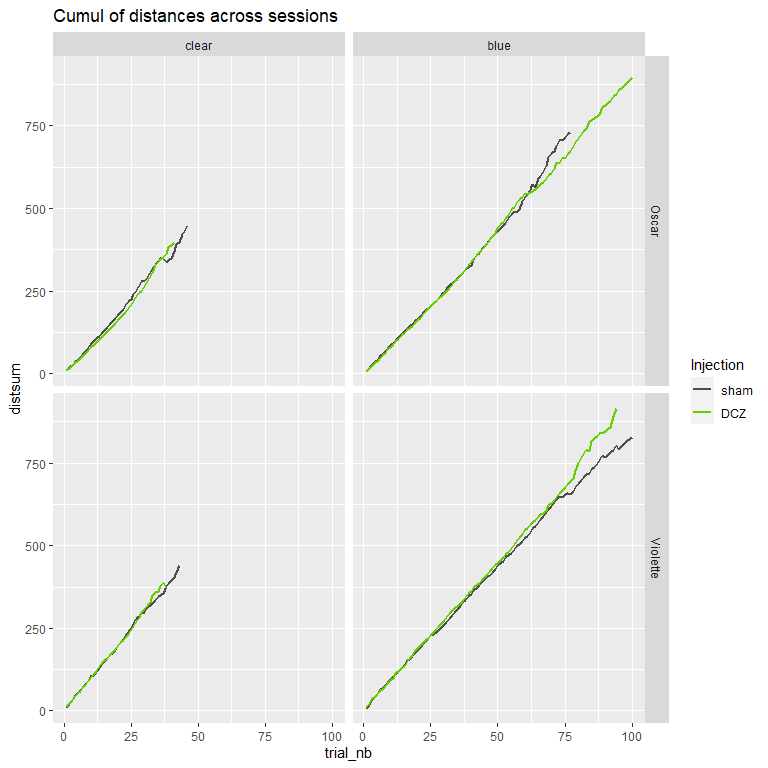 Cumul of distances across sessions
clear
blue
750
500
250
0
Oscar
750
500
250
0
Violette
distsum
0 25 50 75 100
0 25 50 75 100
trial_nb
Injection
sham
DCZ